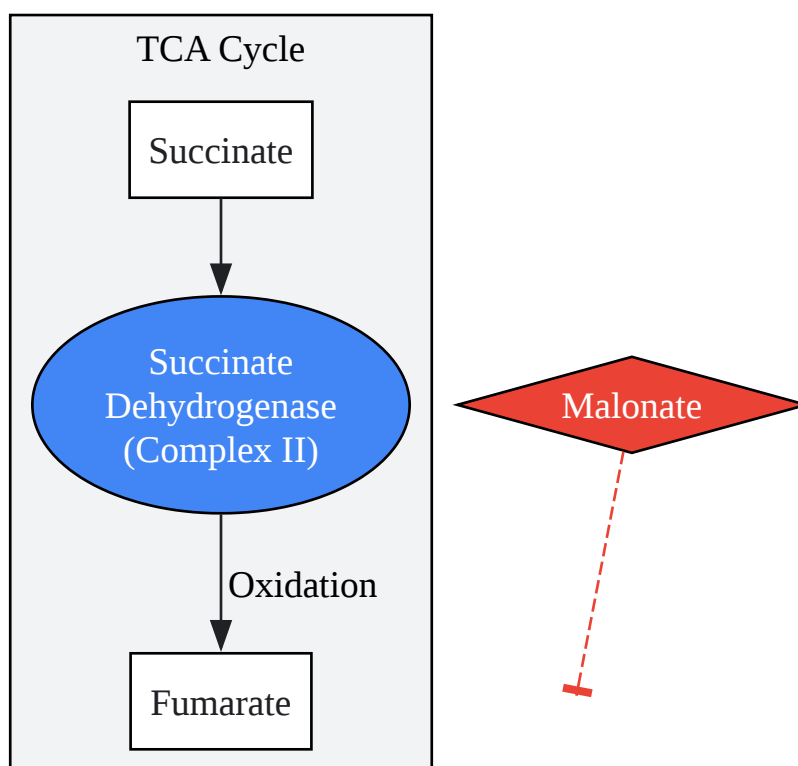 TCA Cycle
Succinate
Succinate
Dehydrogenase
(Complex II)
Malonate
Oxidation
Fumarate